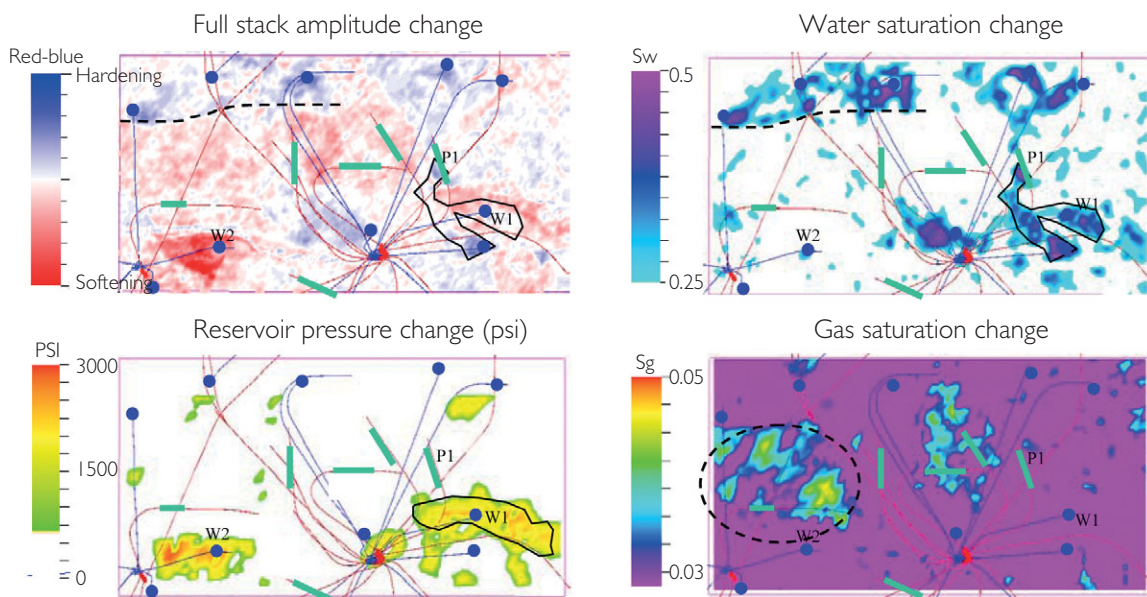 Full stack amplitude change
Red-blue
Hardening
Softening
P1
W1
W2
Water saturation change
Sw
0.5
0.25
P1
W1
W2
Reservoir pressure change (psi)
PSI
3000
1500
0
P1
W1
W2
Gas saturation change
Sg
0.05
-0.03
P1
W1
W2